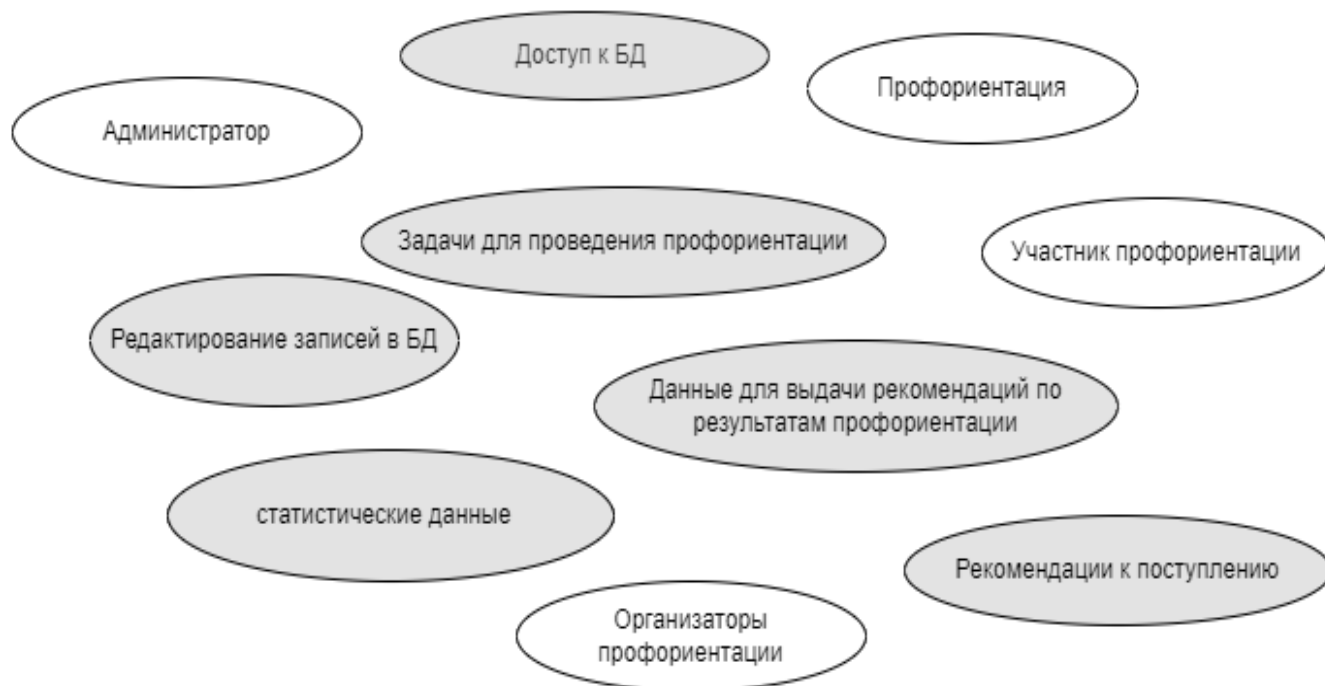 Доступ к БД
Профориентация
Администратор
Задачи для проведения профориентации
Участник профориентации
Редактирование записей в БД
Данные для выдачи рекомендаций по
результатам профориентации
статистические данные
Рекомендации к поступлению
Организаторы
профориентации